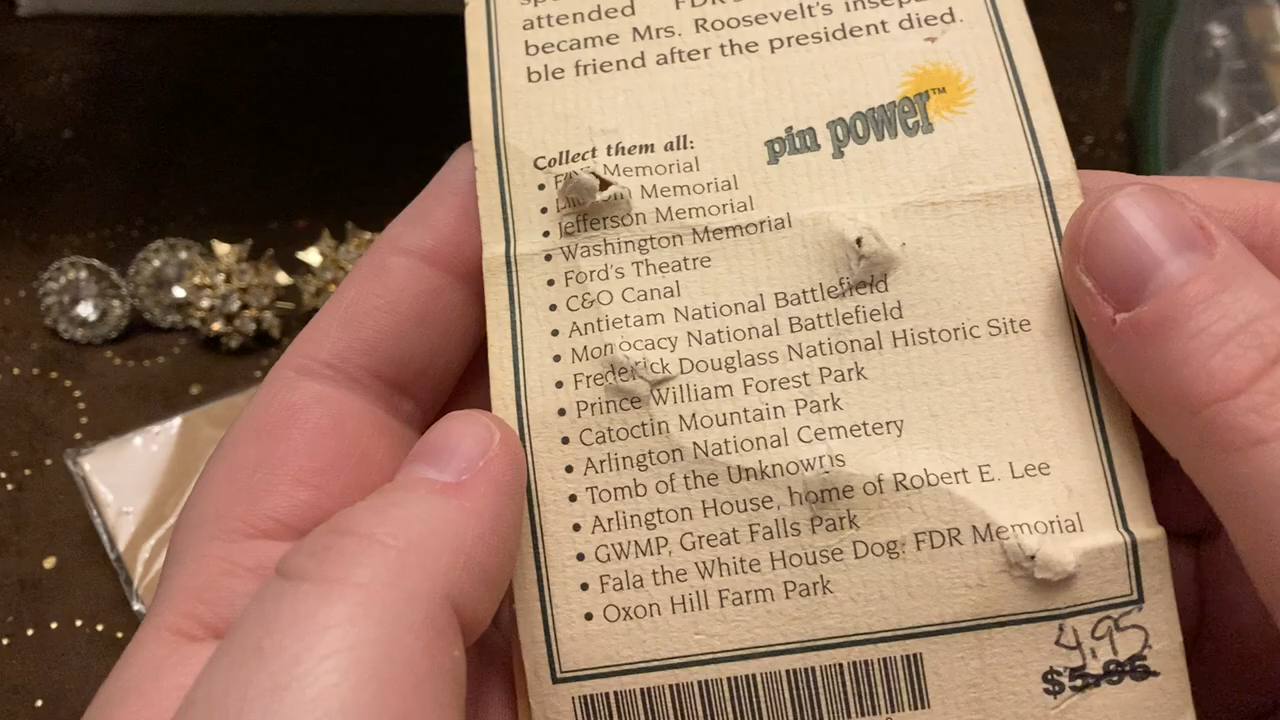 attended FDR's
became Mrs. Roosevelt's insepa
ble friend after the president died.
pin power™
Collect them all:
• Memorial
• Memorial
• Jefferson Memorial
• Washington Memorial
• Ford's Theatre
• C&O Canal
• Antietam National Battlefield
• Monocacy National Battlefield
• Frederick Douglass National Historic Site
• Prince William Forest Park
• Catoctin Mountain Park
• Arlington National Cemetery
• Tomb of the Unknowns
• Arlington House, home of Robert E. Lee
• GWMP, Great Falls Park
• Fala the White House Dog: FDR Memorial
• Oxon Hill Farm Park
4.95
$5.95